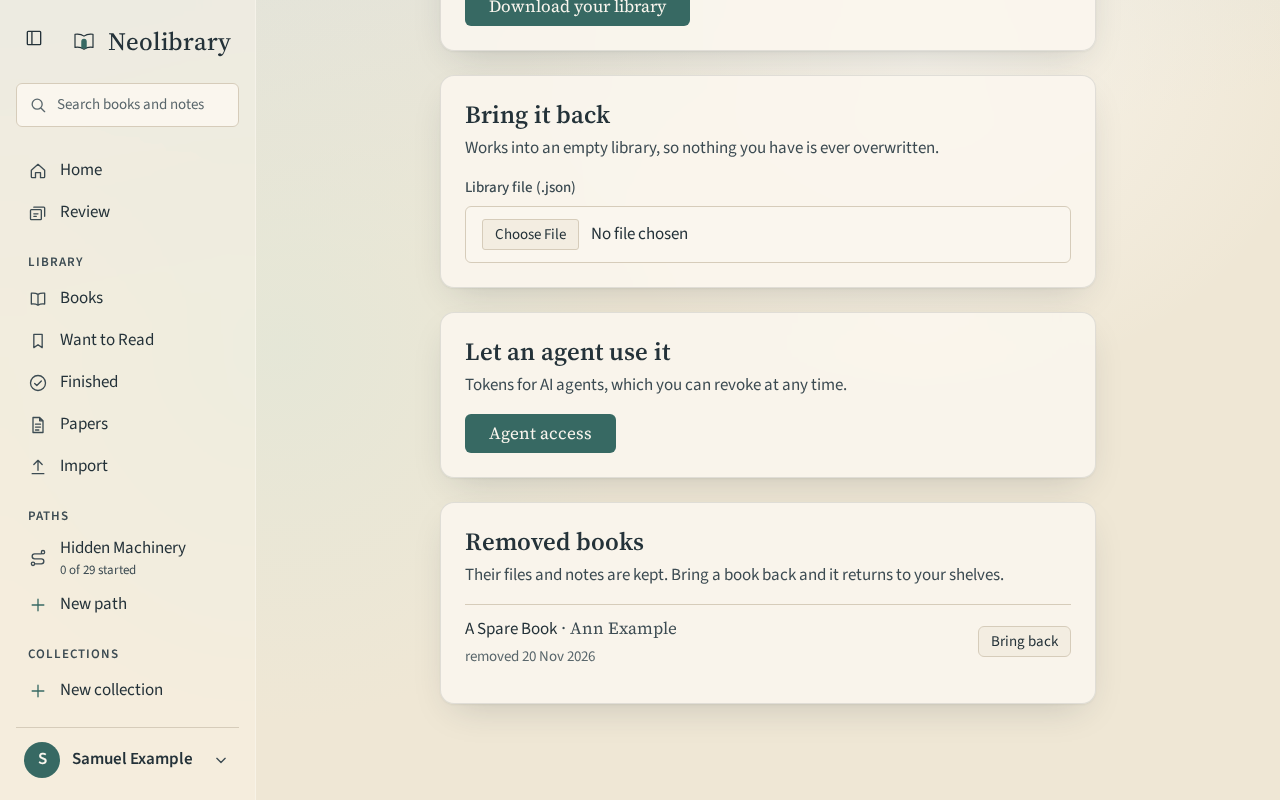 Neolibrary
Search books and notes
Home
Review
LIBRARY
Books
Want to Read
Finished
Papers
Import
PATHS
Hidden Machinery
0 of 29 started
New path
COLLECTIONS
New collection
S
Samuel Example
Download your library
Bring it back
Works into an empty library, so nothing you have is ever overwritten.
Library file (.json)
Choose File
No file chosen
Let an agent use it
Tokens for AI agents, which you can revoke at any time.
Agent access
Removed books
Their files and notes are kept. Bring a book back and it returns to your shelves.
A Spare Book · Ann Example
removed 20 Nov 2026
Bring back